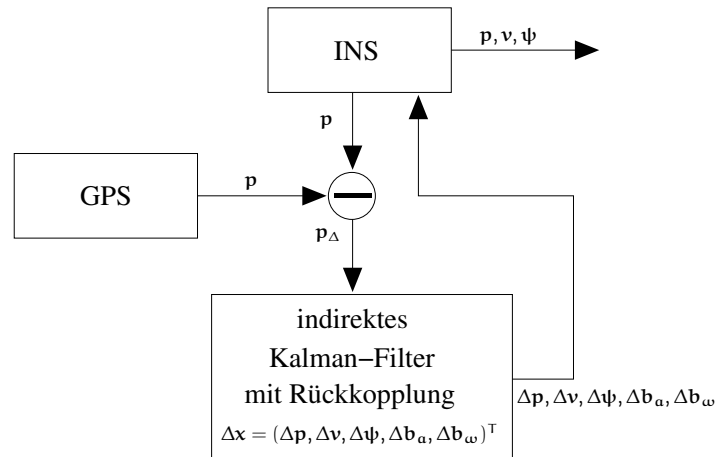 INS
p, v, ψ
p
GPS
p
p_Δ
indirektes
Kalman–Filter
mit Rückkopplung
Δx = (Δp, Δv, Δψ, Δb_a, Δb_ω)^T
Δp, Δv, Δψ, Δb_a, Δb_ω